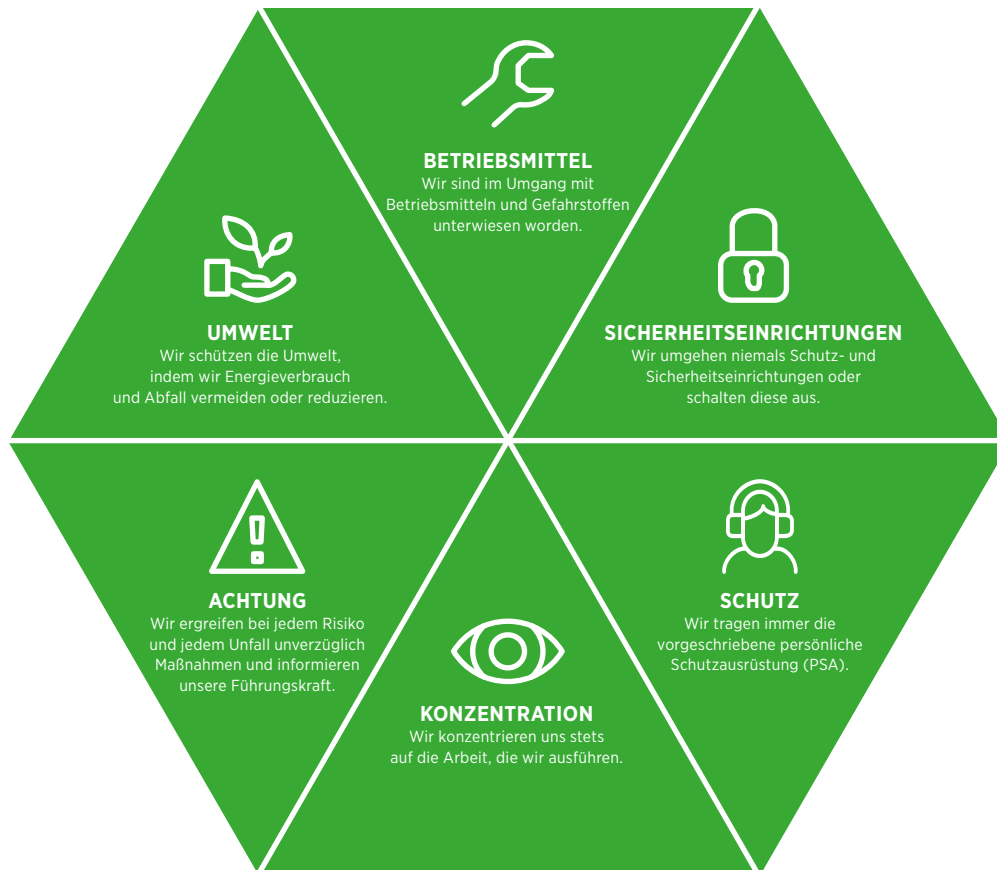 BETRIEBSMITTEL
Wir sind im Umgang mit
Betriebsmitteln und Gefahrstoffen
unterwiesen worden.
UMWELT
Wir schützen die Umwelt,
indem wir Energieverbrauch
und Abfall vermeiden oder reduzieren.
SICHERHEITSEINRICHTUNGEN
Wir umgehen niemals Schutz- und
Sicherheitseinrichtungen oder
schalten diese aus.
ACHTUNG
Wir ergreifen bei jedem Risiko
und jedem Unfall unverzüglich
Maßnahmen und informieren
unsere Führungskraft.
KONZENTRATION
Wir konzentrieren uns stets
auf die Arbeit, die wir ausführen.
SCHUTZ
Wir tragen immer die
vorgeschriebene persönliche
Schutzausrüstung (PSA).